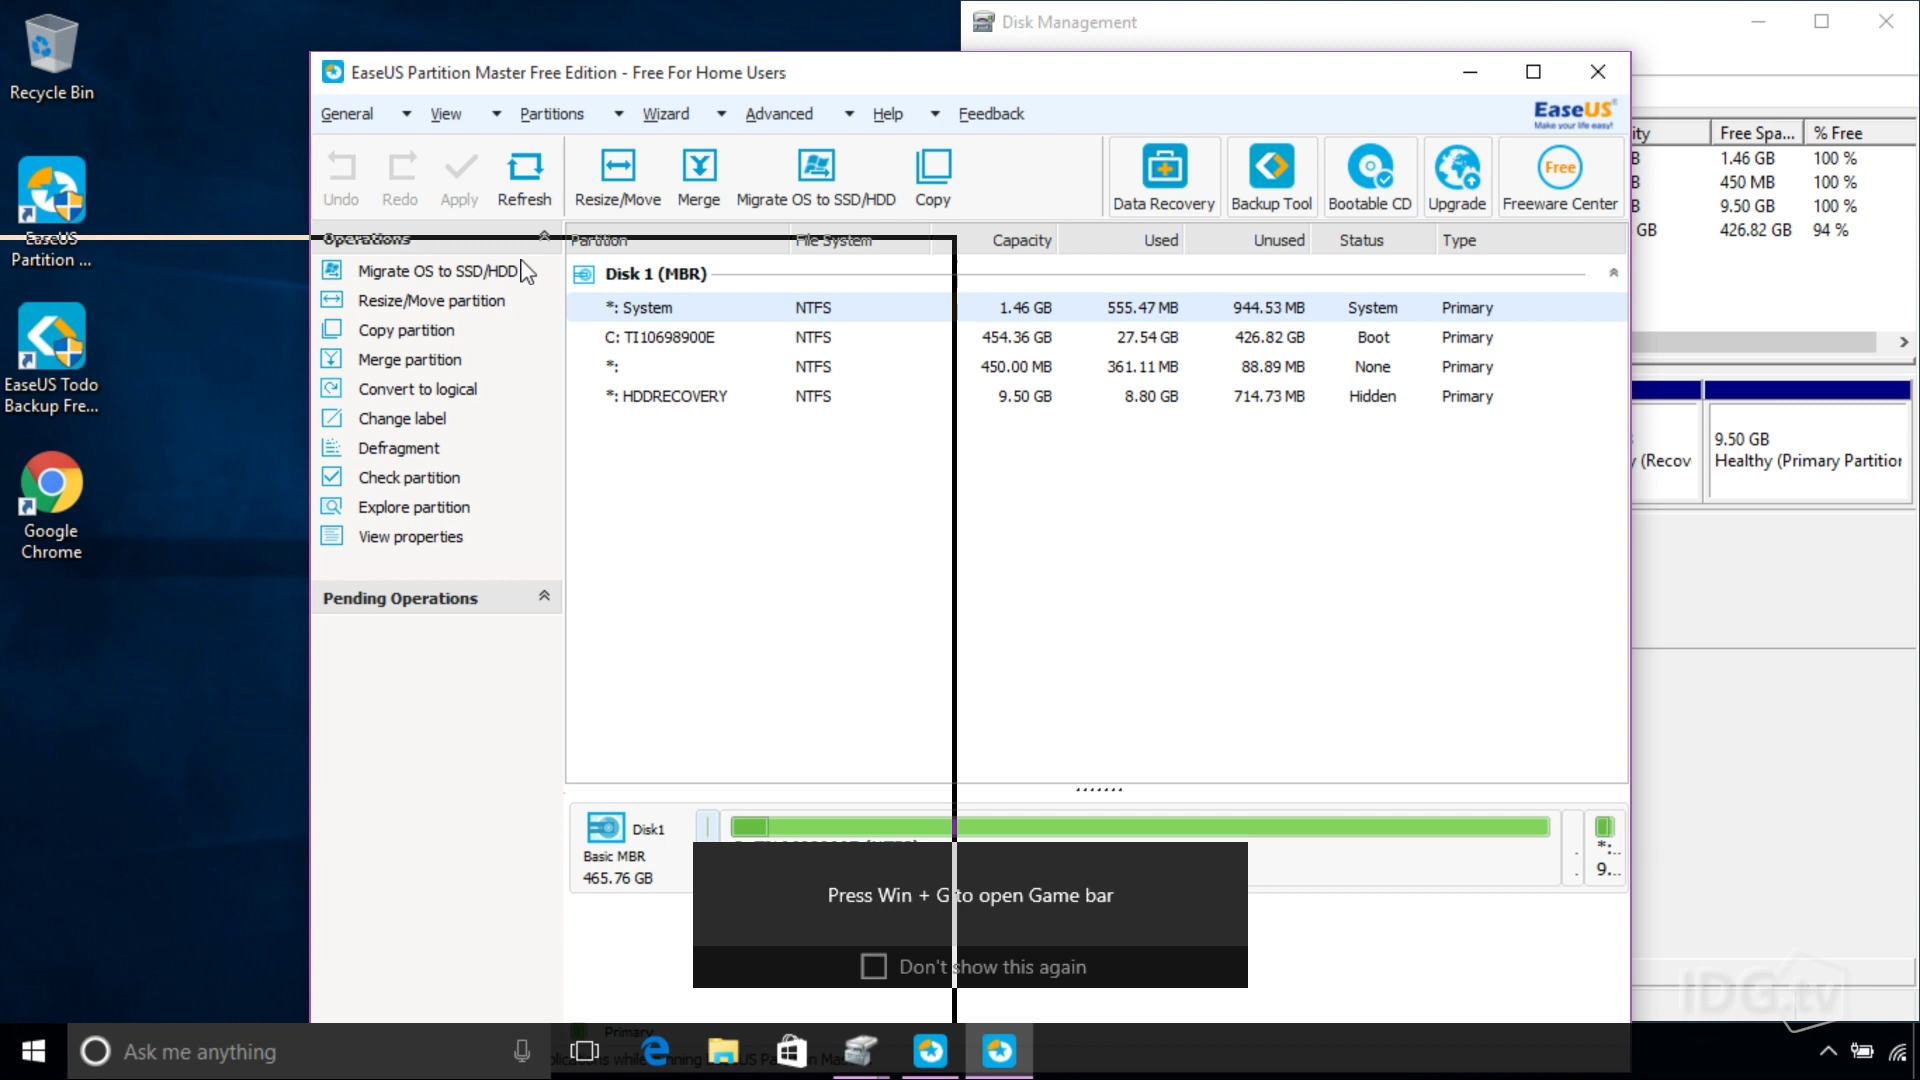 Disk Management
Recycle Bin
EaseUS Partition Master Free Edition - Free For Home Users
General View Partitions Wizard Advanced Help Feedback
EaseUS
Make your life easy!
ity Free Spa... % Free
B 1.46 GB 100 %
B 450 MB 100 %
B 9.50 GB 100 %
GB 426.82 GB 94 %
Undo Redo Apply Refresh Resize/Move Merge Migrate OS to SSD/HDD Copy
Free
Data Recovery Backup Tool Bootable CD Upgrade Freeware Center
EaseUS
Partition ...
Operations
Partition File System Capacity Used Unused Status Type
Migrate OS to SSD/HDD
Resize/Move partition
Copy partition
Merge partition
Convert to logical
Change label
Defragment
Check partition
Explore partition
View properties
Pending Operations
Disk 1 (MBR)
*: System NTFS 1.46 GB 555.47 MB 944.53 MB System Primary
C: TI10698900E NTFS 454.36 GB 27.54 GB 426.82 GB Boot Primary
*: NTFS 450.00 MB 361.11 MB 88.89 MB None Primary
*: HDDRECOVERY NTFS 9.50 GB 8.80 GB 714.73 MB Hidden Primary
EaseUS Todo
Backup Fre...
Google
Chrome
9.50 GB
y (Recov Healthy (Primary Partition
Disk1
Basic MBR
465.76 GB
*:..
9...
Press Win + G to open Game bar
Don't show this again
IDG.tv
Primary
Ask me anything